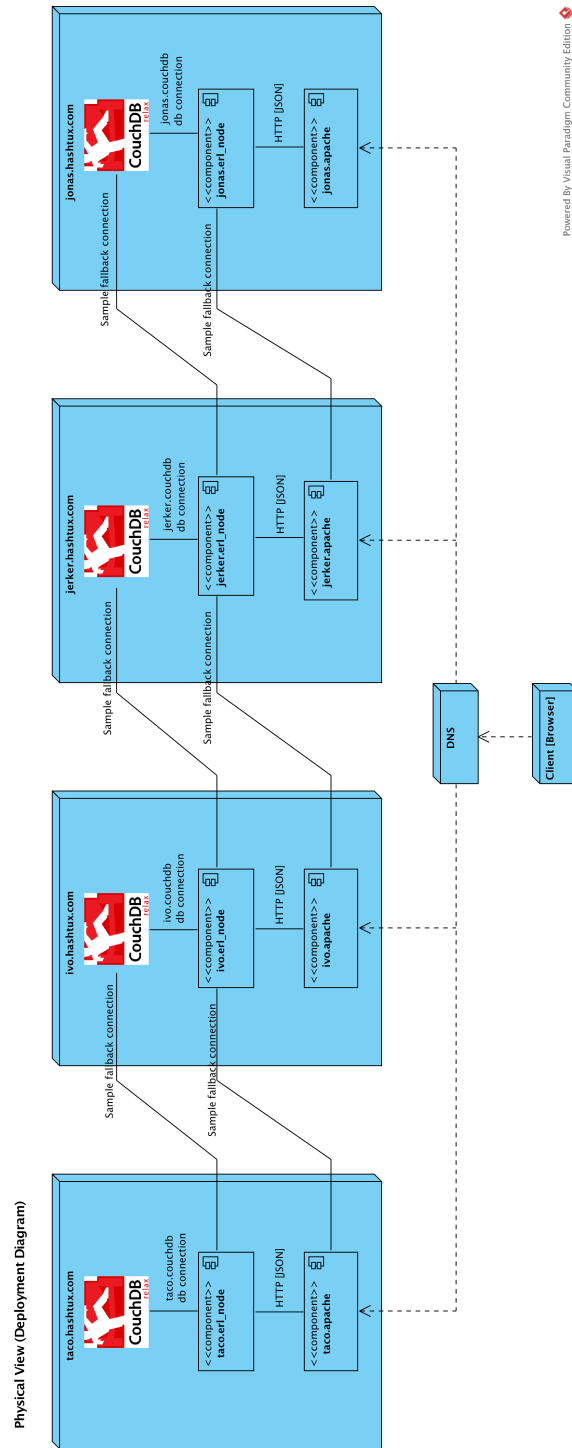 Physical View (Deployment Diagram)
taco.hashtux.com
CouchDB
relax
taco.couchdb
db connection
<<component>>
taco.erl_node
HTTP [JSON]
<<component>>
taco.apache
Sample fallback connection
Sample fallback connection
ivo.hashtux.com
CouchDB
relax
ivo.couchdb
db connection
<<component>>
ivo.erl_node
HTTP [JSON]
<<component>>
ivo.apache
Sample fallback connection
Sample fallback connection
jerker.hashtux.com
CouchDB
relax
jerker.couchdb
db connection
<<component>>
jerker.erl_node
HTTP [JSON]
<<component>>
jerker.apache
Sample fallback connection
Sample fallback connection
jonas.hashtux.com
CouchDB
relax
jonas.couchdb
db connection
<<component>>
jonas.erl_node
HTTP [JSON]
<<component>>
jonas.apache
DNS
Client [Browser]
Powered By Visual Paradigm Community Edition